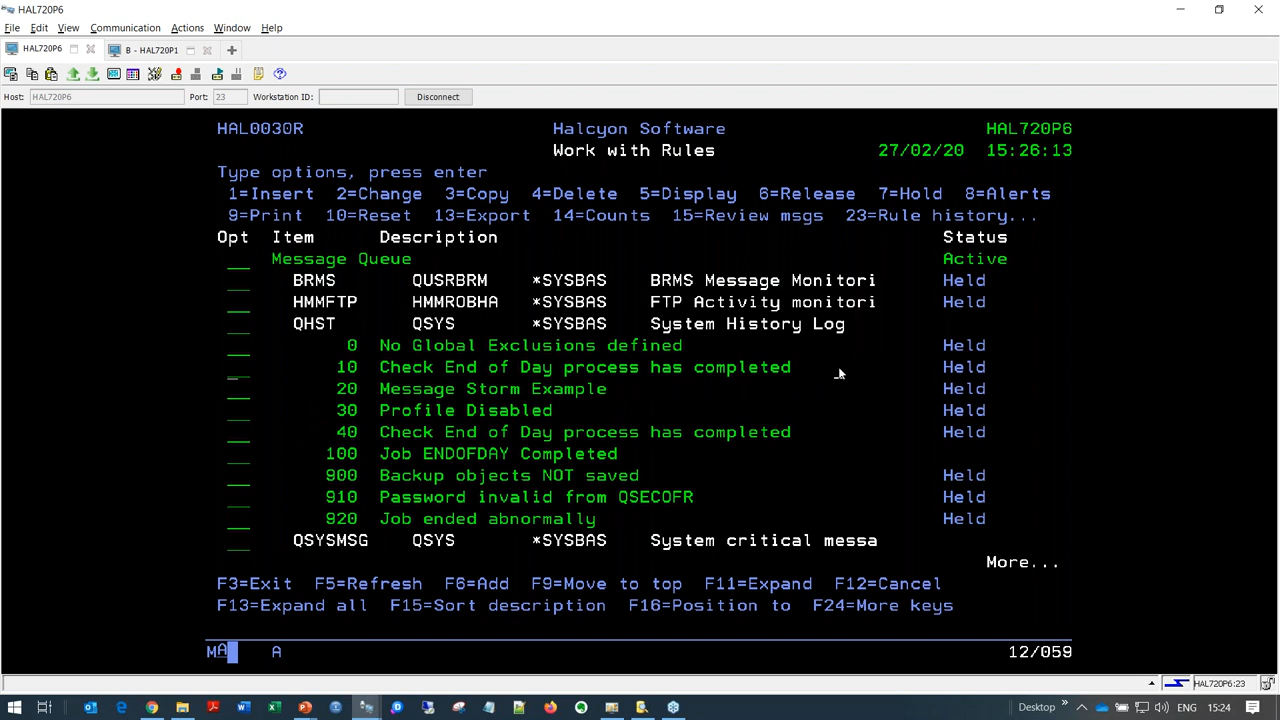 HAL720P6
File Edit View Communication Actions Window Help
HAL720P6 B - HAL720P1
Host: HAL720P6 Port: 23 Workstation ID: Disconnect
HAL0030R Halcyon Software HAL720P6
Work with Rules 27/02/20 15:26:13
Type options, press enter
1=Insert 2=Change 3=Copy 4=Delete 5=Display 6=Release 7=Hold 8=Alerts
9=Print 10=Reset 13=Export 14=Counts 15=Review msgs 23=Rule history...
Opt Item Description Status
Message Queue Active
BRMS QUSRBRM *SYSBAS BRMS Message Monitori Held
HMMFTP HMMROBHA *SYSBAS FTP Activity monitori Held
QHST QSYS *SYSBAS System History Log
0 No Global Exclusions defined Held
10 Check End of Day process has completed Held
20 Message Storm Example Held
30 Profile Disabled Held
40 Check End of Day process has completed Held
100 Job ENDOFDAY Completed
900 Backup objects NOT saved Held
910 Password invalid from QSECOFR Held
920 Job ended abnormally Held
QSYSMSG QSYS *SYSBAS System critical messa
More...
F3=Exit F5=Refresh F6=Add F9=Move to top F11=Expand F12=Cancel
F13=Expand all F15=Sort description F16=Position to F24=More keys
MA A 12/059
HAL720P6:23
Desktop ENG 15:24